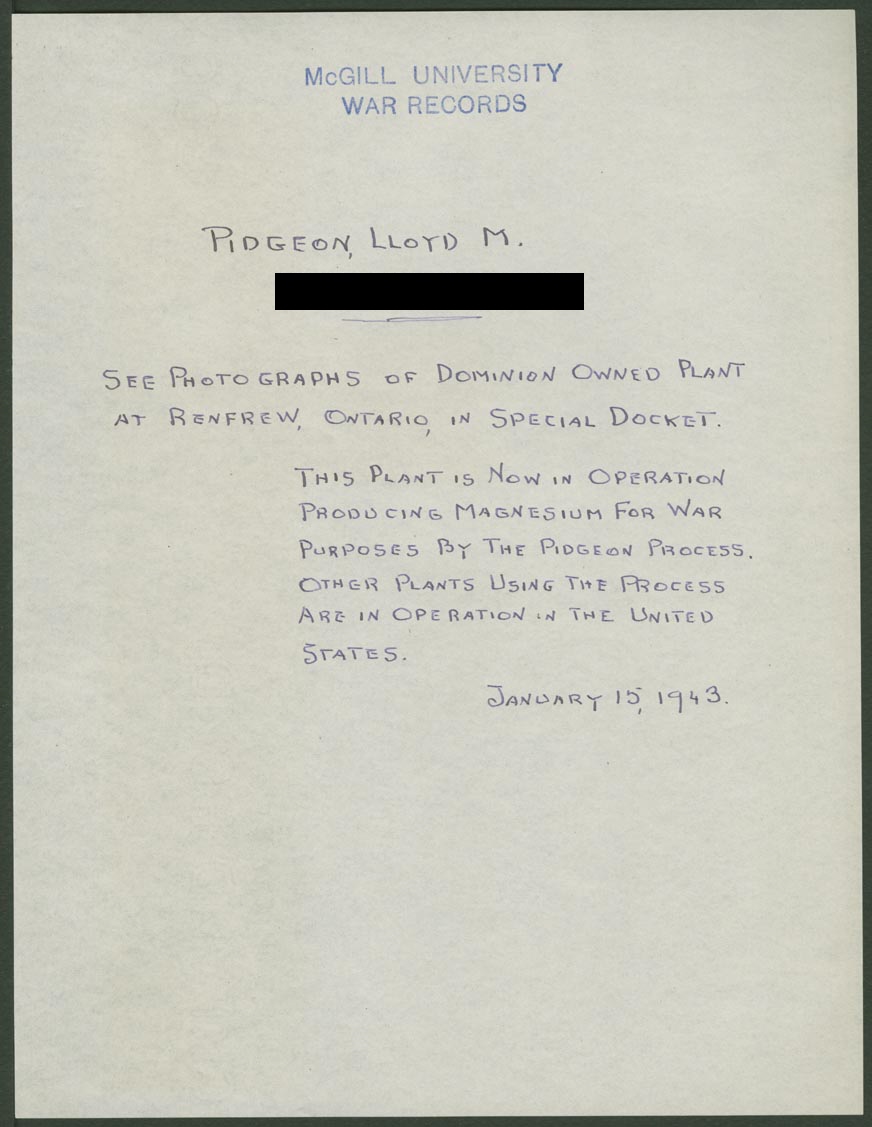 McGILL UNIVERSITY
WAR RECORDS
PIDGEON, LLOYD M.
SEE PHOTOGRAPHS OF DOMINION OWNED PLANT
AT RENFREW, ONTARIO, IN SPECIAL DOCKET.
THIS PLANT IS NOW IN OPERATION
PRODUCING MAGNESIUM FOR WAR
PURPOSES BY THE PIDGEON PROCESS.
OTHER PLANTS USING THE PROCESS
ARE IN OPERATION IN THE UNITED
STATES.
JANUARY 15, 1943.